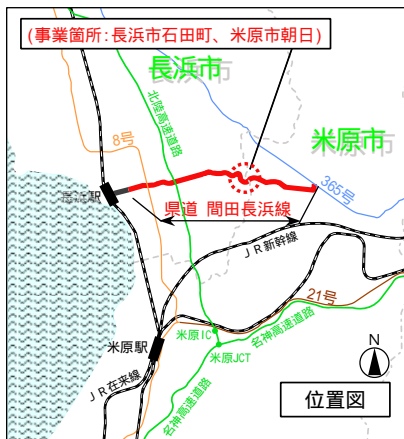 (事業箇所:長浜市石田町、米原市朝日)
長浜市
北陸高速道路
8号
米原市
365号
長浜駅
県道 間田長浜線
JR新幹線
21号
米原駅
米原IC
米原JCT
名神高速道路
JR在来線
名神高速道路
N
位置図